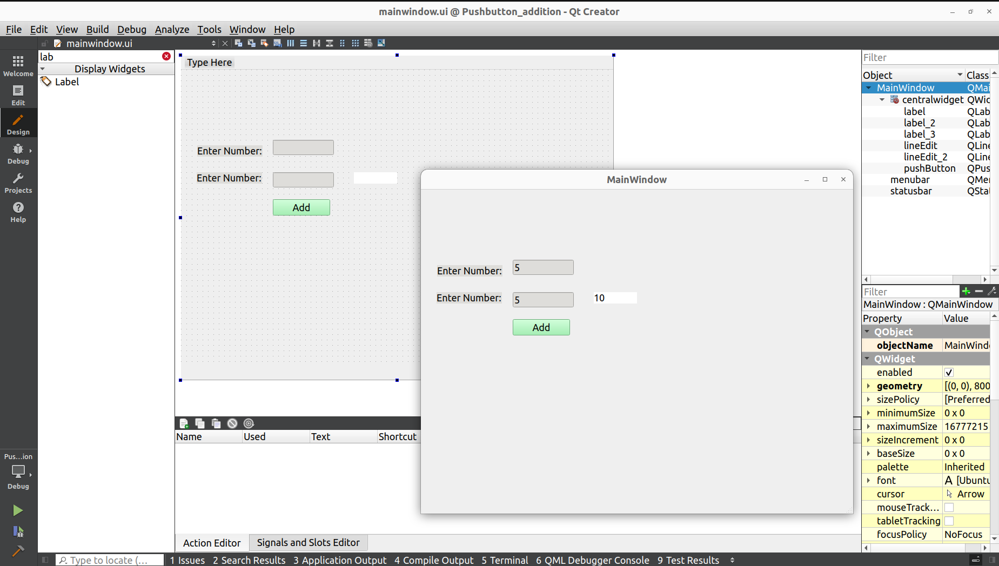 mainwindow.ui @ Pushbutton_addition - Qt Creator
File Edit View Build Debug Analyze Tools Window Help
mainwindow.ui
Welcome
Edit
Design
Debug
Projects
Help
Pus...ion
Debug
lab
Display Widgets
Label
Type Here
Enter Number:
Enter Number:
Add
MainWindow
Enter Number: 5
Enter Number: 5 10
Add
Name Used Text Shortcut
Action Editor Signals and Slots Editor
Filter
Object Class
MainWindow QMai
centralwidget QWid
label QLab
label_2 QLab
label_3 QLab
lineEdit QLine
lineEdit_2 QLine
pushButton QPus
menubar QMen
statusbar QStat
Filter
MainWindow : QMainWindow
Property Value
QObject
objectName MainWindo
QWidget
enabled
geometry [(0, 0), 800
sizePolicy [Preferred
minimumSize 0 x 0
maximumSize 16777215
sizeIncrement 0 x 0
baseSize 0 x 0
palette Inherited
font A [Ubuntu
cursor Arrow
mouseTrack...
tabletTracking
focusPolicy NoFocus
Type to locate (... 1 Issues 2 Search Results 3 Application Output 4 Compile Output 5 Terminal 6 QML Debugger Console 9 Test Results